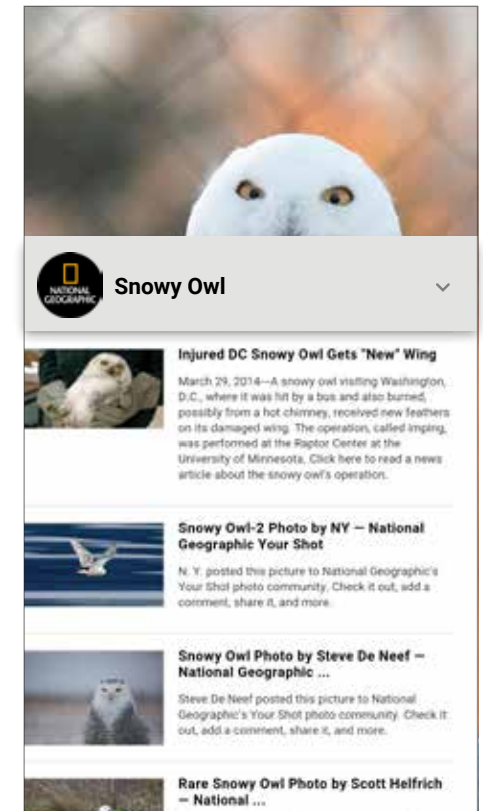 NATIONAL
GEOGRAPHIC
Snowy Owl
Injured DC Snowy Owl Gets "New" Wing
March 29, 2014—A snowy owl visiting Washington,
D.C., where it was hit by a bus and also burned,
possibly from a hot chimney, received new feathers
on its damaged wing. The operation, called imping,
was performed at the Raptor Center at the
University of Minnesota. Click here to read a news
article about the snowy owl's operation.
Snowy Owl-2 Photo by NY — National
Geographic Your Shot
N. Y. posted this picture to National Geographic's
Your Shot photo community. Check it out, add a
comment, share it, and more.
Snowy Owl Photo by Steve De Neef —
National Geographic ...
Steve De Neef posted this picture to National
Geographic's Your Shot photo community. Check it
out, add a comment, share it, and more.
Rare Snowy Owl Photo by Scott Helfrich
— National ...